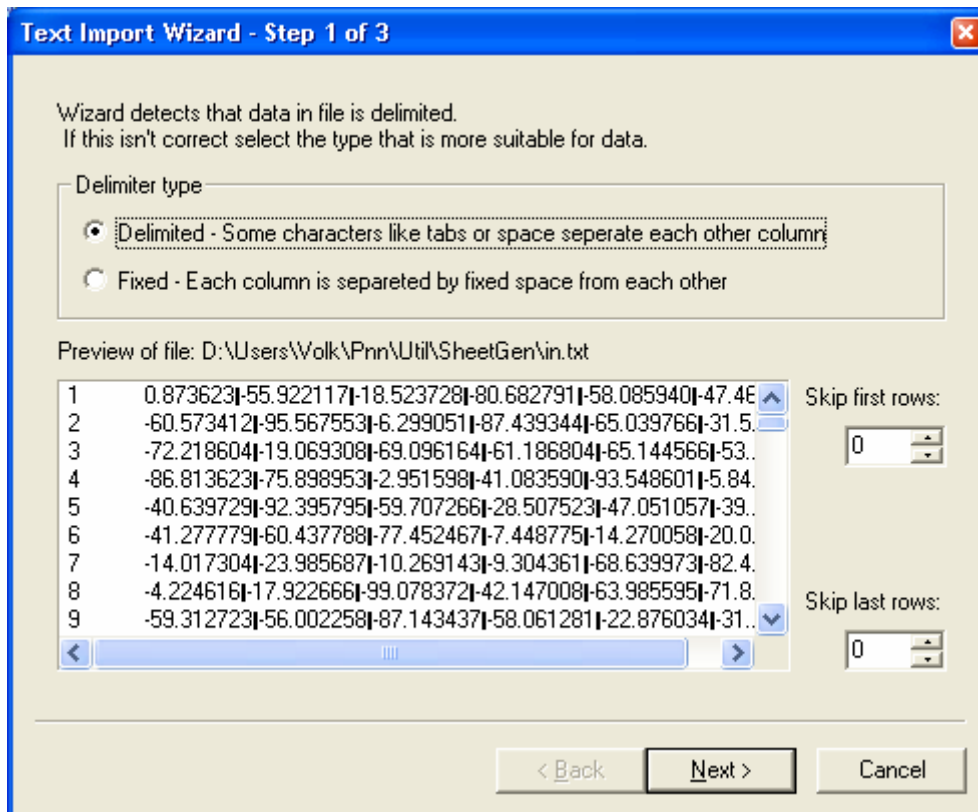 Text Import Wizard - Step 1 of 3
Wizard detects that data in file is delimited.
If this isn't correct select the type that is more suitable for data.
Delimiter type
Delimited - Some characters like tabs or space seperate each other column
Fixed - Each column is separeted by fixed space from each other
Preview of file: D:\Users\Volk\Pnn\Util\SheetGen\in.txt
1 0.873623|-55.922117|-18.523728|-80.682791|-58.085940|-47.4
2 -60.573412|-95.567553|-6.299051|-87.439344|-65.039766|-31.5.
3 -72.218604|-19.069308|-69.096164|-61.186804|-65.144566|-53..
4 -86.813623|-75.898953|-2.951598|-41.083590|-93.548601|-5.84.
5 -40.639729|-92.395795|-59.707266|-28.507523|-47.051057|-39..
6 -41.277779|-60.437788|-77.452467|-7.448775|-14.270058|-20.0.
7 -14.017304|-23.985687|-10.269143|-9.304361|-68.639973|-82.4.
8 -4.224616|-17.922666|-99.078372|-42.147008|-63.985595|-71.8.
9 -59.312723|-56.002258|-87.143437|-58.061281|-22.876034|-31..
Skip first rows:
0
Skip last rows:
0
< Back
Next >
Cancel